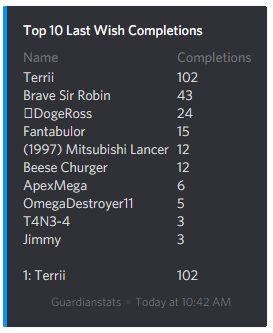 Top 10 Last Wish Completions
Name Completions
Terrii 102
Brave Sir Robin 43
▯DogeRoss 24
Fantabulor 15
(1997) Mitsubishi Lancer 12
Beese Churger 12
ApexMega 6
OmegaDestroyer11 5
T4N3-4 3
Jimmy 3
1: Terrii 102
Guardianstats • Today at 10:42 AM